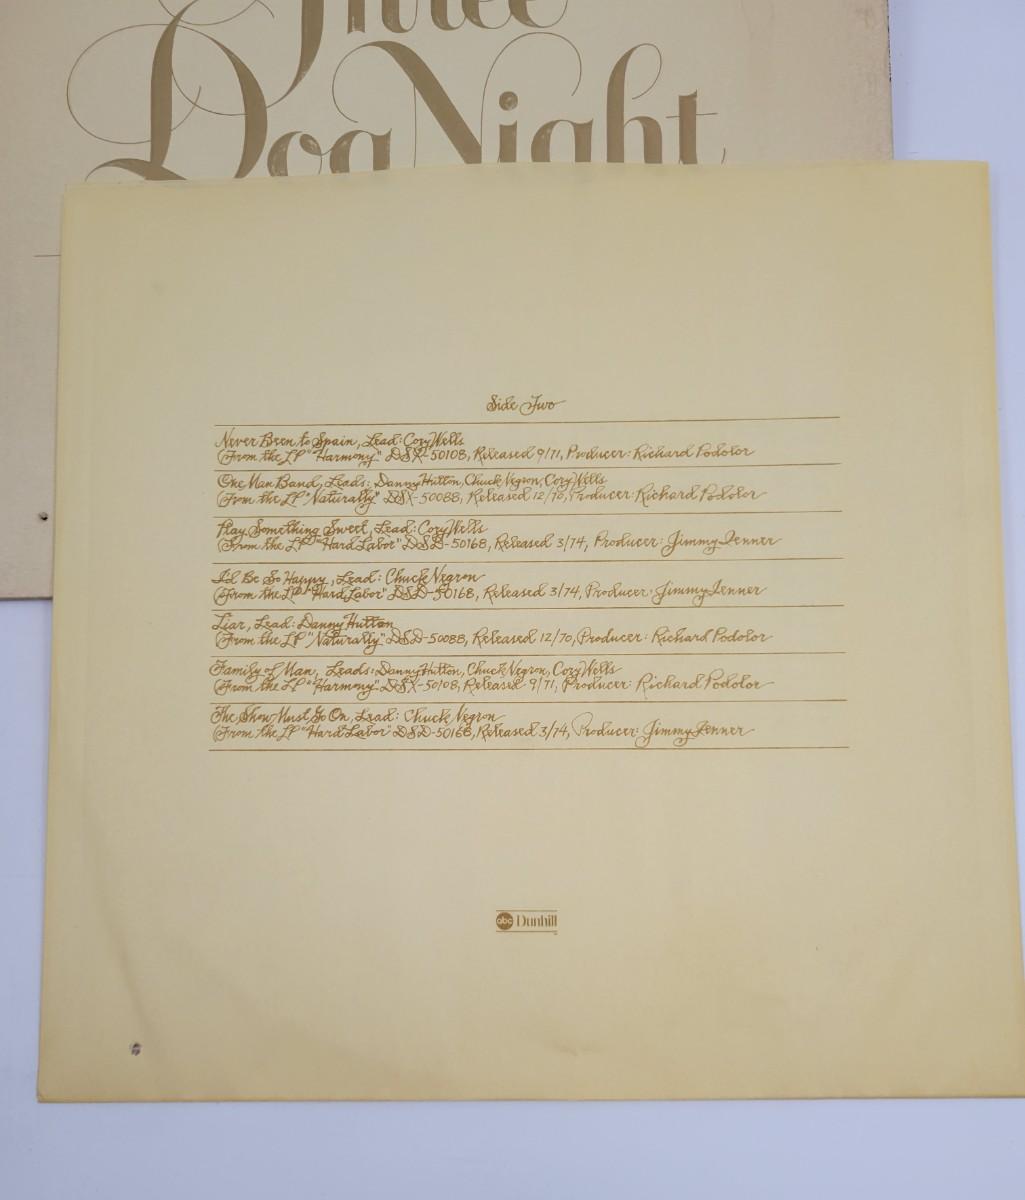 Three
Dog Night
Side Two
Never Been to Spain, Lead: Cory Wells
(From the LP "Harmony" DSX-50108, Released 9/71, Producer: Richard Podolor
One Man Band, Leads: Danny Hutton, Chuck Negron, Cory Wells
(From the LP "Naturally" DSX-50088, Released 12/70, Producer: Richard Podolor
Play Something Sweet, Lead: Cory Wells
(From the LP "Hard Labor" DSD-50168, Released 3/74, Producer: Jimmy Ienner
I'd Be So Happy, Lead: Chuck Negron
(From the LP "Hard Labor" DSD-50168, Released 3/74, Producer: Jimmy Ienner
Liar, Lead: Danny Hutton
(From the LP "Naturally" DSD-50088, Released 12/70, Producer: Richard Podolor
Family of Man, Leads: Danny Hutton, Chuck Negron, Cory Wells
(From the LP "Harmony" DSX-50108, Released 9/71, Producer: Richard Podolor
The Show Must Go On, Lead: Chuck Negron
(From the LP "Hard Labor" DSD-50168, Released 3/74, Producer: Jimmy Ienner
abc Dunhill